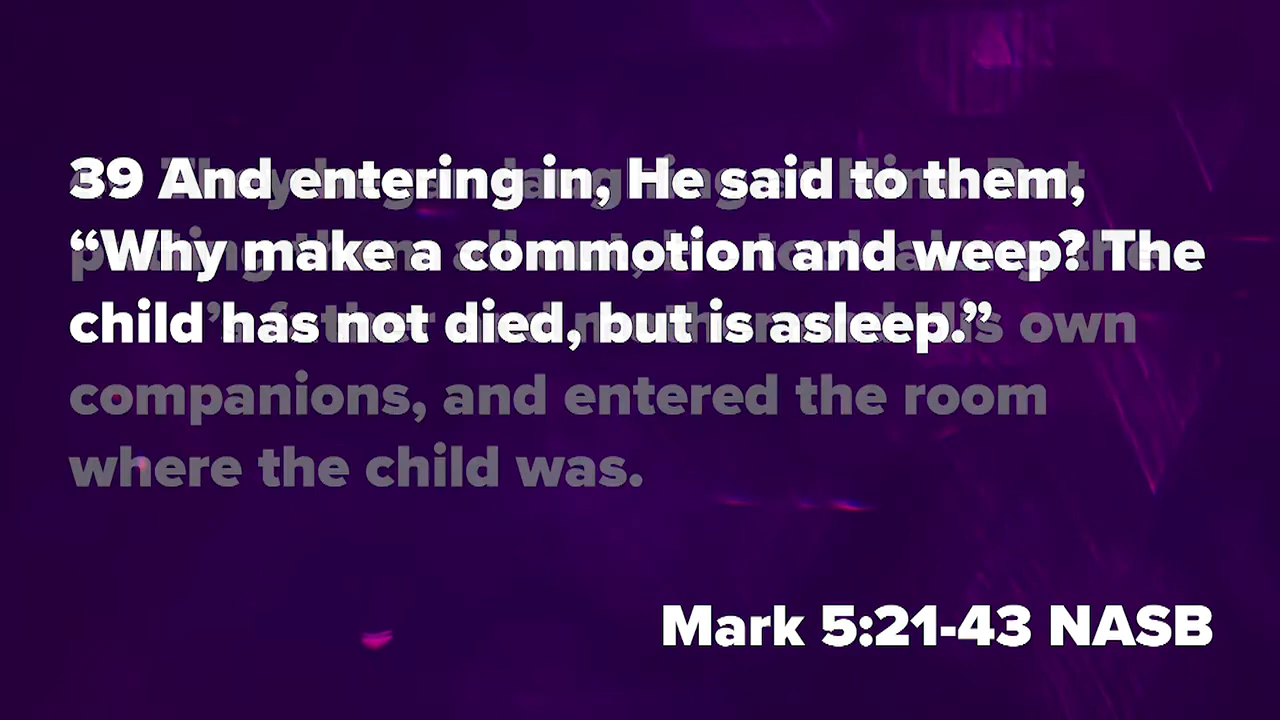 39 And entering in, He said to them,
“Why make a commotion and weep? The
child has not died, but is asleep.”
own
companions, and entered the room
where the child was.
Mark 5:21-43 NASB